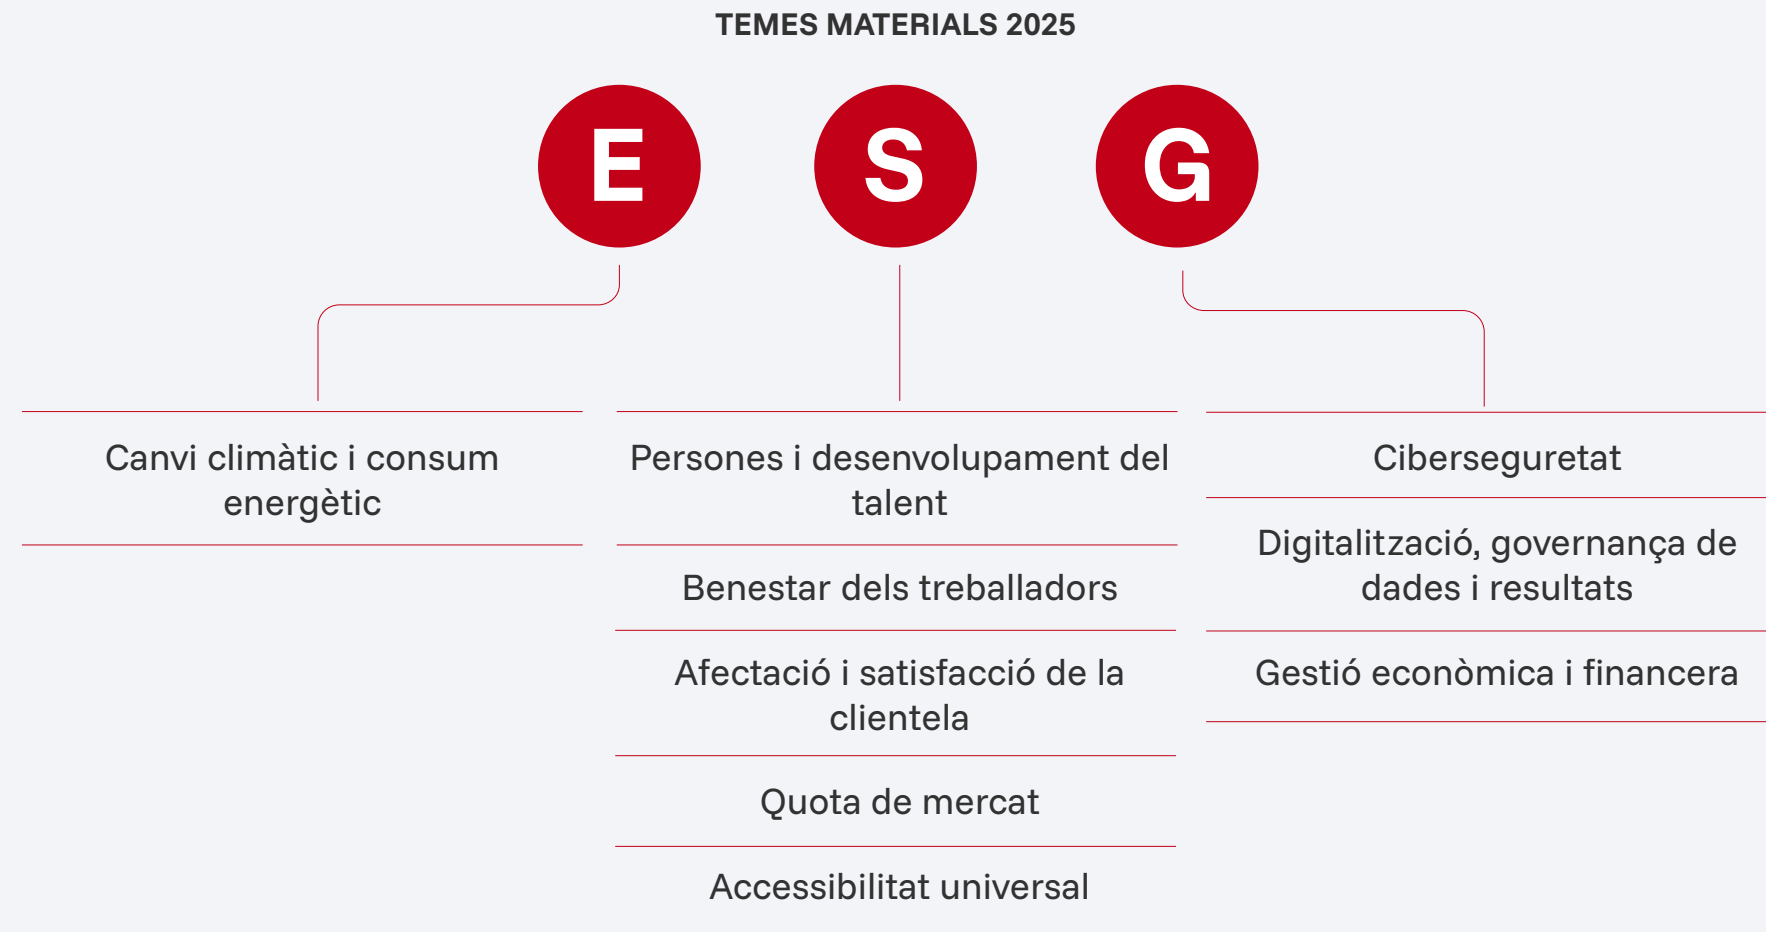 TEMES MATERIALS 2025
E
S
G
Canvi climàtic i consum
energètic
Persones i desenvolupament del
talent
Benestar dels treballadors
Afectació i satisfacció de la
clientela
Quota de mercat
Accessibilitat universal
Ciberseguretat
Digitalització, governança de
dades i resultats
Gestió econòmica i financera